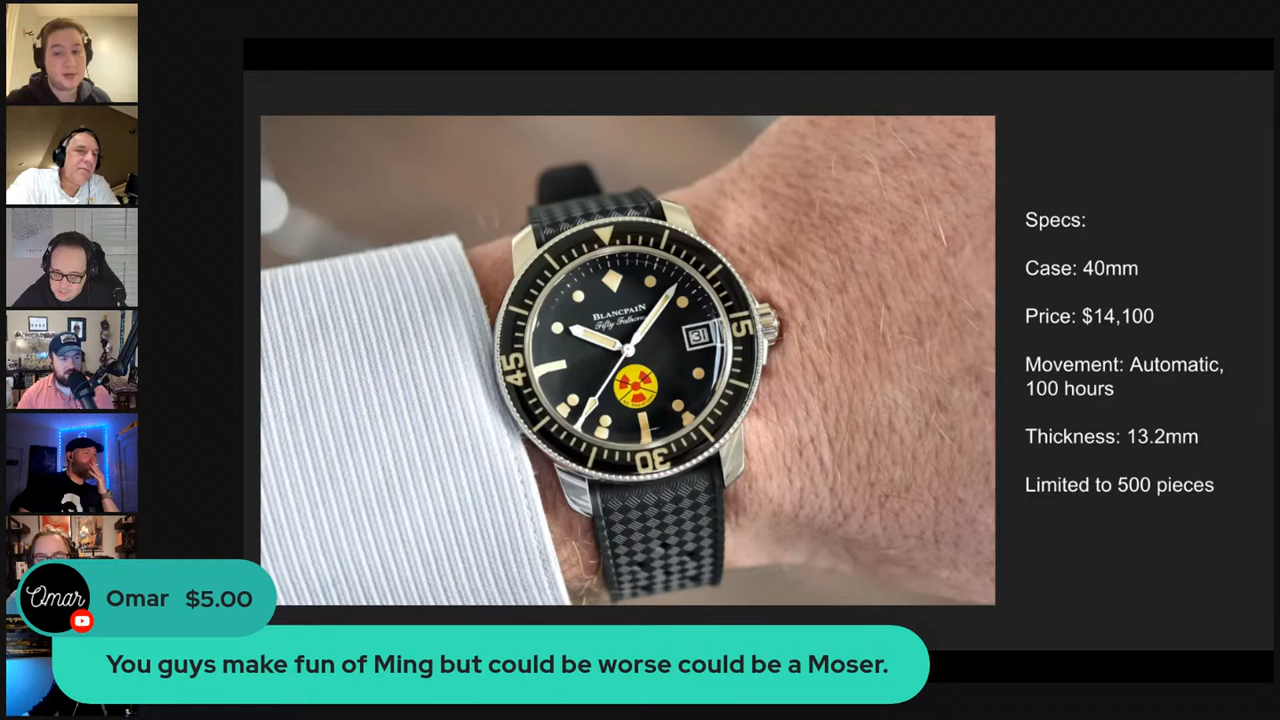 BLANCPAIN
Fifty Fathoms
31
15
30
45
Specs:
Case: 40mm
Price: $14,100
Movement: Automatic,
100 hours
Thickness: 13.2mm
Limited to 500 pieces
Omar
Omar $5.00
You guys make fun of Ming but could be worse could be a Moser.